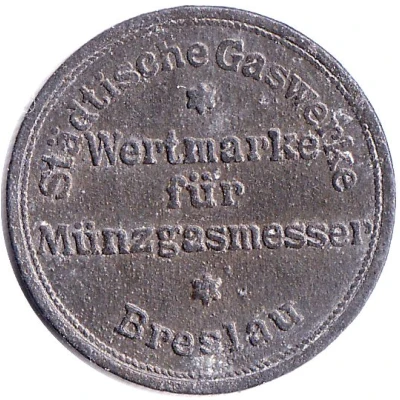 Städtische Gaswerke
Wertmarke
für
Münzgasmesser
Breslau